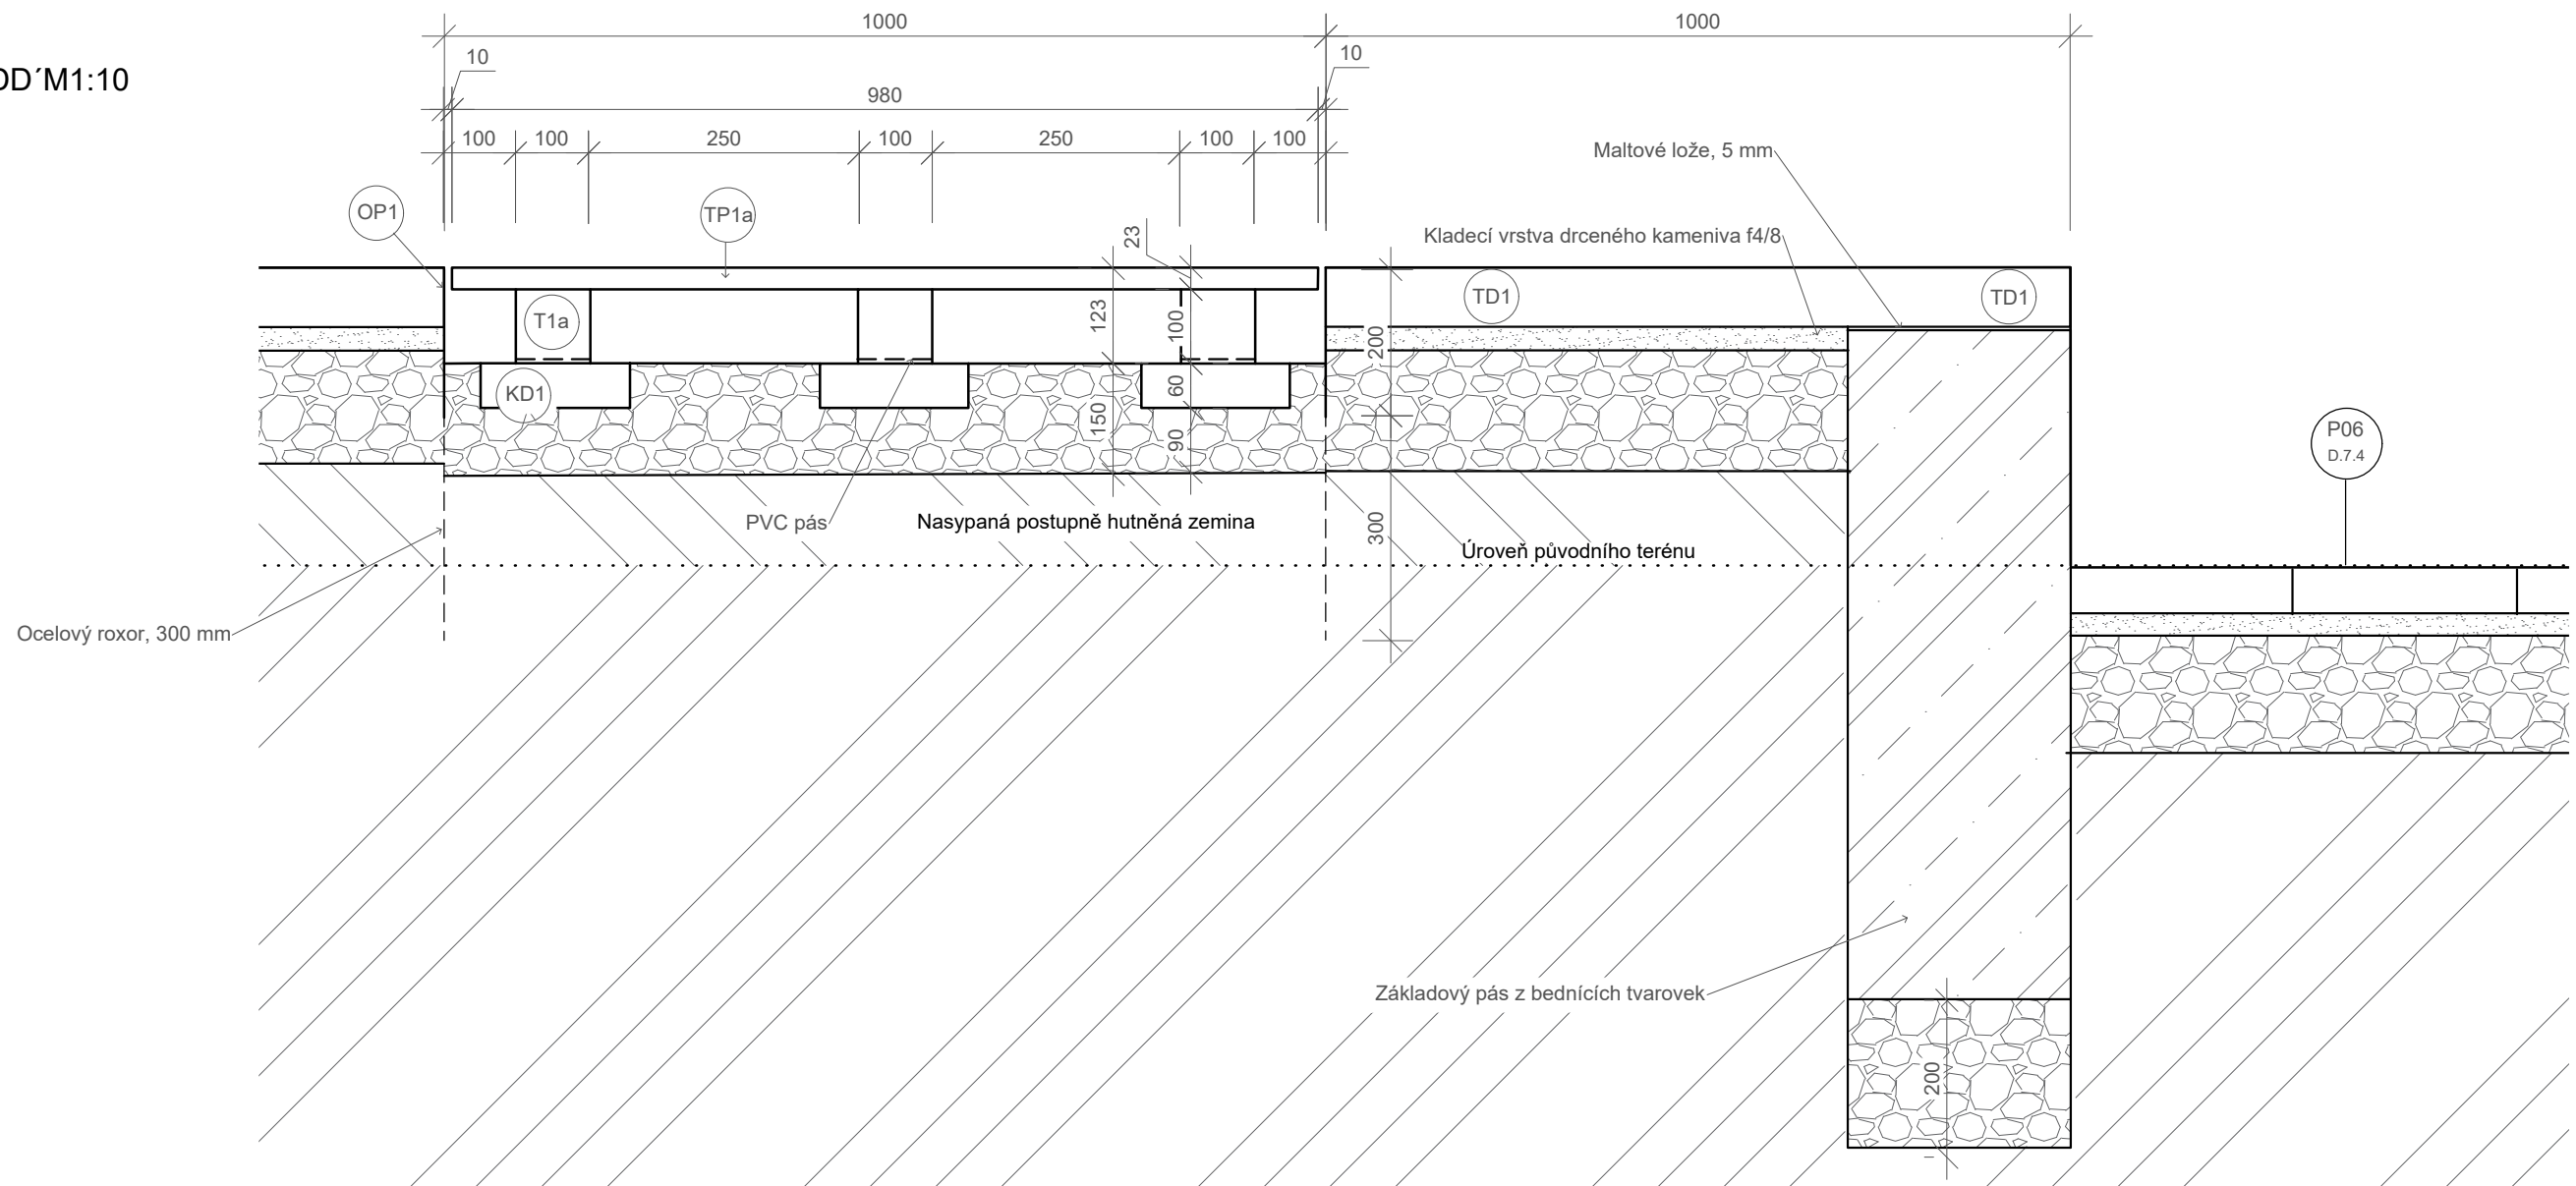 1000
1000
10
10
DD´M1:10
980
100
100
250
100
250
100
100
Maltové lože, 5 mm
OP1
TP1a
23
Kladecí vrstva drceného kameniva f4/8
T1a
123
100
200
TD1
TD1
KD1
60
150
90
P06
D.7.4
PVC pás
Nasypaná postupně hutněná zemina
300
Úroveň původního terénu
Ocelový roxor, 300 mm
Základový pás z bednících tvarovek
200